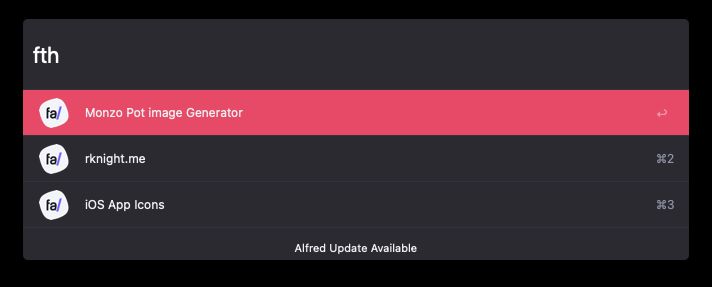 fth
fa/ Monzo Pot image Generator ↩
fa/ rknight.me ⌘2
fa/ iOS App Icons ⌘3
Alfred Update Available